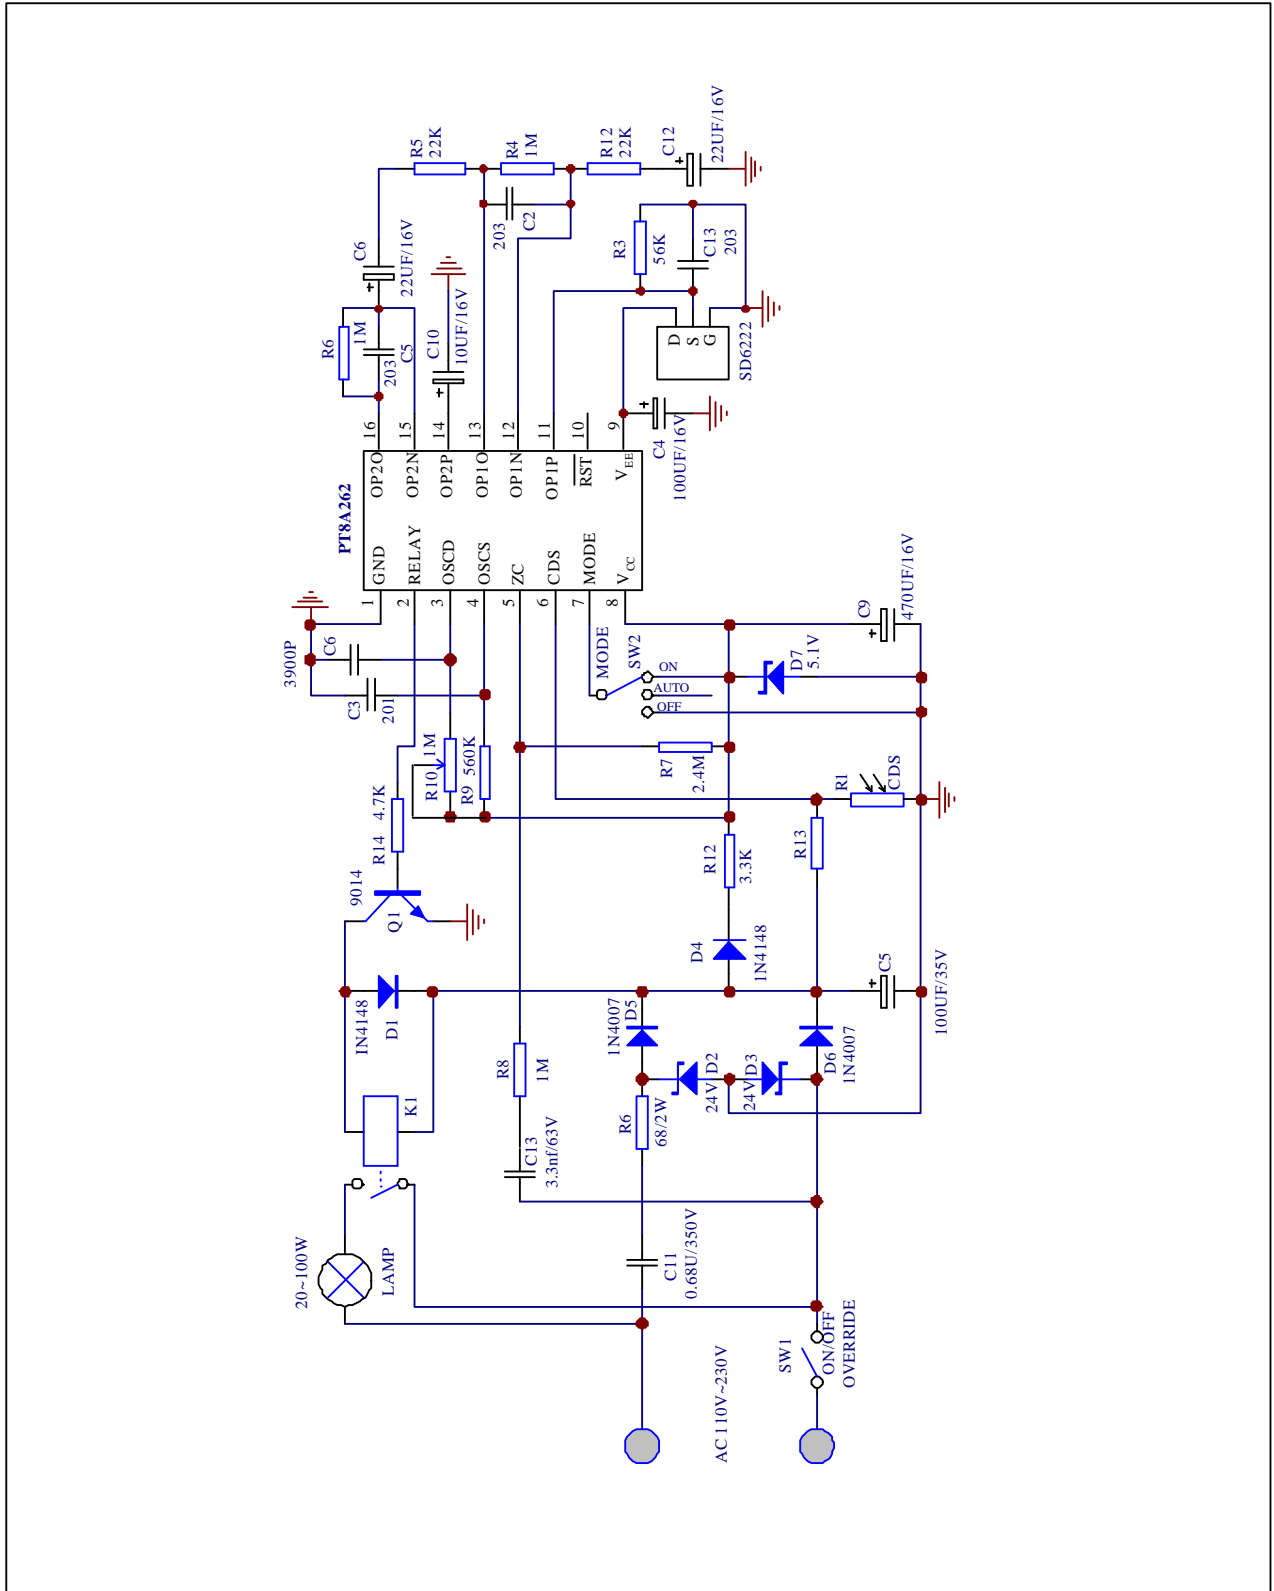 R5
22K
R4
1M
R12
22K
C12
22UF/16V
C6
22UF/16V
203
C2
R3
56K
C13
203
R6
1M
203
C5
C10
10UF/16V
D
S
G
SD6222
C4
100UF/16V
16
15
14
13
12
11
10
9
PT8A262
OP2O
OP2N
OP2P
OP1O
OP1N
OP1P
RST
VEE
GND
RELAY
OSCD
OSCS
ZC
CDS
MODE
VCC
1
2
3
4
5
6
7
8
3900P
C6
C3
201
MODE
SW2
ON
AUTO
OFF
D7
5.1V
C9
470UF/16V
R14
4.7K
R10
1M
R9
560K
R7
2.4M
R1
CDS
9014
Q1
R12
3.3K
R13
D4
1N4148
C5
100UF/35V
IN4148
D1
K1
R8
1M
C13
3.3nf/63V
1N4007
D5
R6
68/2W
24V
D2
24V
D3
D6
1N4007
20~100W
LAMP
C11
0.68U/350V
AC 110V~230V
SW1
ON/OFF
OVERRIDE